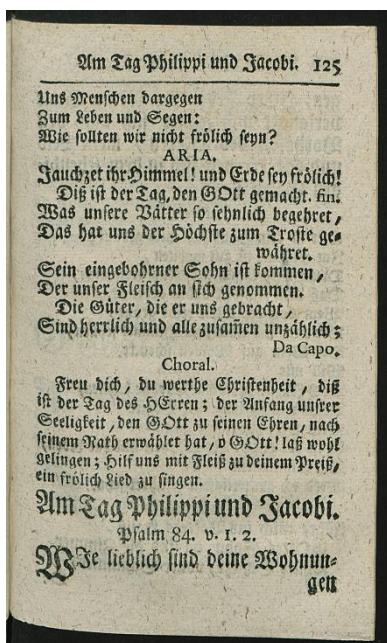 Am Tag Philippi und Jacobi. 125
Uns Menschen dargegen
Zum Leben und Segen:
Wie sollten wir nicht frölich seyn?
ARIA.
Jauchzet ihr Himmel! und Erde sey frölich!
Diß ist der Tag, den GOtt gemacht. fin.
Was unsere Vätter so sehnlich begehret,
Das hat uns der Höchste zum Troste ge-
währet.
Sein eingebohrner Sohn ist kommen,
Der unser Fleisch an sich genommen.
Die Güter, die er uns gebracht,
Sind herrlich und alle zusam̄en unzählich;
Da Capo.
Choral.
Freu dich, du werthe Christenheit, diß
ist der Tag des HErren; der Anfang unsrer
Seeligkeit, den GOtt zu seinen Ehren, nach
seinem Rath erwählet hat, o GOtt! laß wohl
gelingen; Hilf uns mit Fleiß zu deinem Preiß,
ein frölich Lied zu singen.
Am Tag Philippi und Jacobi.
Psalm 84. v. 1. 2.
WIe lieblich sind deine Wohnun-
gen